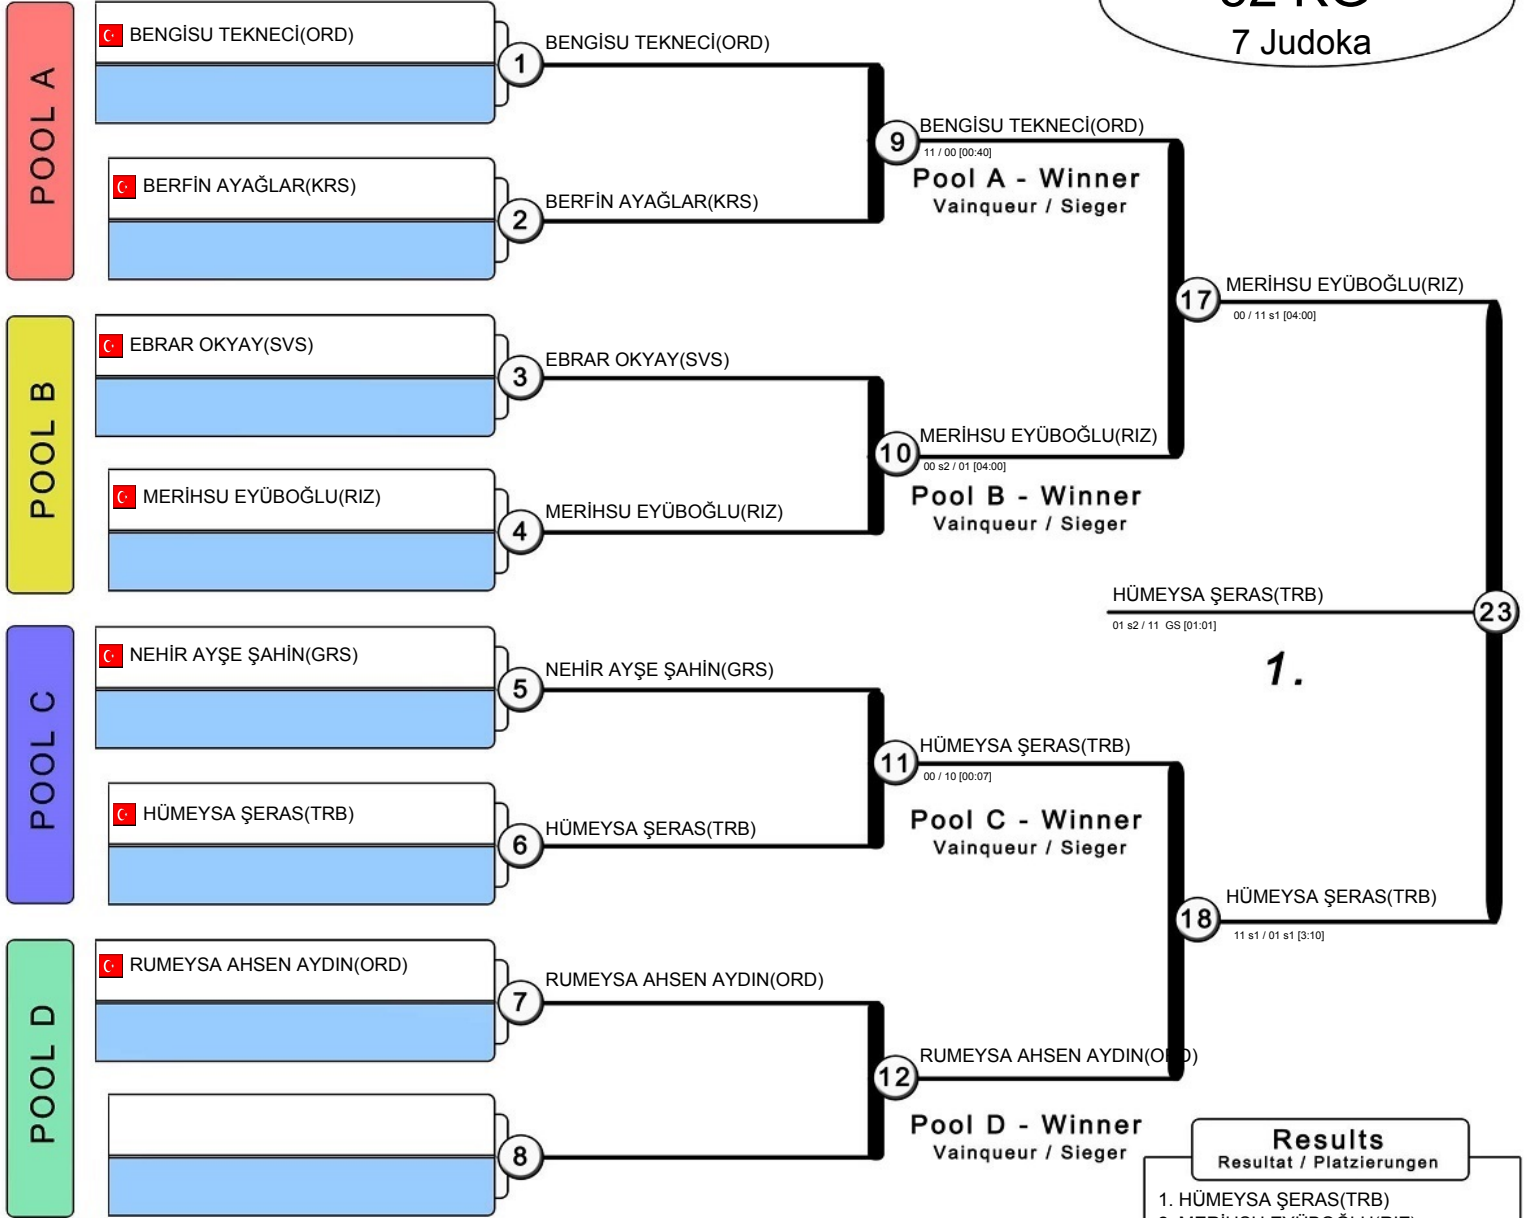 7 Judoka
POOL A
BENGİSU TEKNECİ(ORD)
1
BENGİSU TEKNECİ(ORD)
BERFİN AYAĞLAR(KRS)
2
BERFİN AYAĞLAR(KRS)
9
BENGİSU TEKNECİ(ORD)
11 / 00 [00:40]
Pool A - Winner
Vainqueur / Sieger
POOL B
EBRAR OKYAY(SVS)
3
EBRAR OKYAY(SVS)
MERİHSU EYÜBOĞLU(RIZ)
4
MERİHSU EYÜBOĞLU(RIZ)
10
MERİHSU EYÜBOĞLU(RIZ)
00 s2 / 01 [04:00]
Pool B - Winner
Vainqueur / Sieger
17
MERİHSU EYÜBOĞLU(RIZ)
00 / 11 s1 [04:00]
POOL C
NEHİR AYŞE ŞAHİN(GRS)
5
NEHİR AYŞE ŞAHİN(GRS)
HÜMEYSA ŞERAS(TRB)
6
HÜMEYSA ŞERAS(TRB)
11
HÜMEYSA ŞERAS(TRB)
00 / 10 [00:07]
Pool C - Winner
Vainqueur / Sieger
POOL D
RUMEYSA AHSEN AYDIN(ORD)
7
RUMEYSA AHSEN AYDIN(ORD)
8
12
RUMEYSA AHSEN AYDIN(ORD)
Pool D - Winner
Vainqueur / Sieger
18
HÜMEYSA ŞERAS(TRB)
11 s1 / 01 s1 [3:10]
23
HÜMEYSA ŞERAS(TRB)
01 s2 / 11 GS [01:01]
1.
Results
Resultat / Platzierungen
1. HÜMEYSA ŞERAS(TRB)